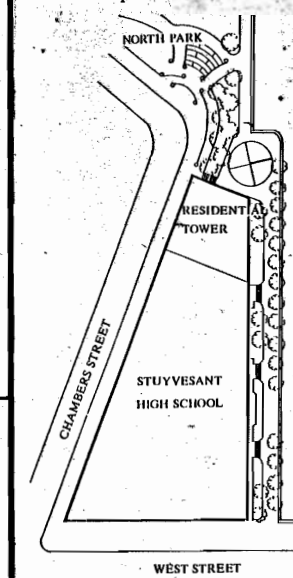 NORTH PARK
RESIDENTIAL
TOWER
CHAMBERS STREET
STUYVESANT
HIGH SCHOOL
WEST STREET